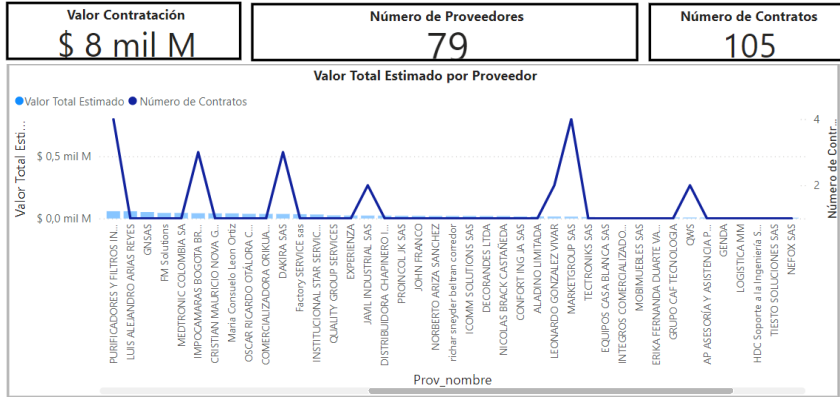 Valor Contratación
$ 8 mil M
Número de Proveedores
79
Número de Contratos
105
Valor Total Estimado por Proveedor
Valor Total Estimado
Número de Contratos
Valor Total Esti...
$ 0,5 mil M
$ 0,0 mil M
4
2
Número de Contr...
PURIFICADORES Y FILTROS IN...
LUIS ALEJANDRO ARIAS REYES
GNSAS
FM Solutions
MEDTRONIC COLOMBIA SA
IMPOCAMARAS BOGOTA BR...
CRISTIAN MAURICIO NOVA G...
Maria Consuelo Leon Ortiz
OSCAR RICARDO OTÁLORA C...
COMERCIALIZADORA ORIKUA...
DAKIRA SAS
Factory SERVICE sas
INSTITUCIONAL STAR SERVIC...
QUALITY GROUP SERVICES
EXPERIENZA
JAVIL INDUSTRIAL SAS
DISTRIBUIDORA CHAPINERO I...
PROINCOL JK SAS
JOHN FRANCO
NORBERTO ARIZA SANCHEZ
richar sneyder beltran corredor
ICOMM SOLUTIONS SAS
DECORANDES LTDA
NICOLAS BRACK CASTAÑEDA
CONFORT ING JA SAS
ALADINO LIMITADA
LEONARDO GONZALEZ VIVAR
MARKETGROUP SAS
TECTRONIKS SAS
EQUIPOS CASA BLANCA SAS
INTEGROS COMERCIALIZADO...
MOBIMUEBLES SAS
ERIKA FERNANDA DUARTE VA...
GRUPO CAF TECNOLOGIA
QWS
AP ASESORÍA Y ASISTENCIA P...
GENDA
LOGISTICA MM
HDC Soporte a la Ingeniería S...
TIESTO SOLUCIONES SAS
NEFOX SAS
Prov_nombre